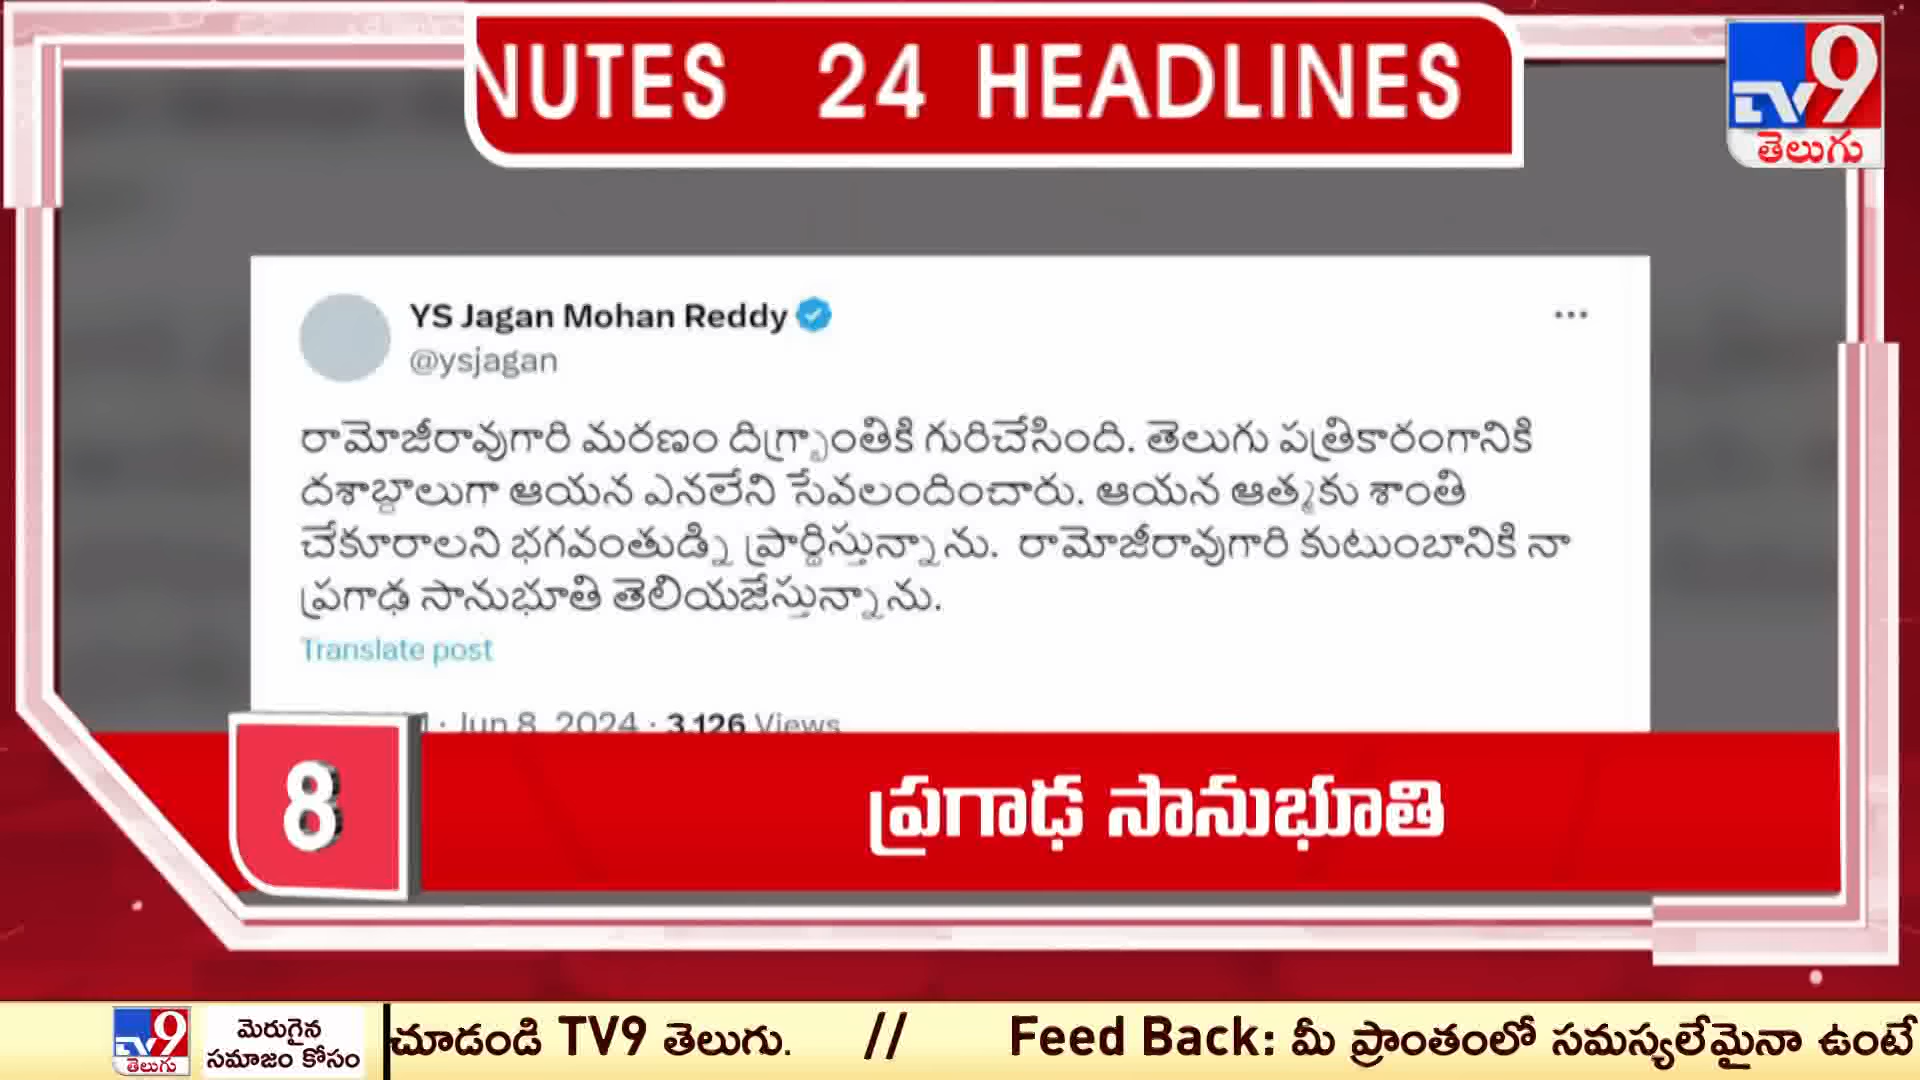 NUTES 24 HEADLINES
TV9
తెలుగు
YS Jagan Mohan Reddy
@ysjagan
రామోజీరావుగారి మరణం దిగ్భ్రాంతికి గురిచేసింది. తెలుగు పత్రికారంగానికి
దశాబ్దాలుగా ఆయన ఎనలేని సేవలందించారు. ఆయన ఆత్మకు శాంతి
చేకూరాలని భగవంతుడ్ని ప్రార్థిస్తున్నాను. రామోజీరావుగారి కుటుంబానికి నా
ప్రగాఢ సానుభూతి తెలియజేస్తున్నాను.
Translate post
· Jun 8, 2024 · 3,126 Views
8
ప్రగాఢ సానుభూతి
TV9
తెలుగు
మెరుగైన
సమాజం కోసం
చూడండి TV9 తెలుగు. // Feed Back: మీ ప్రాంతంలో సమస్యలేమైనా ఉంటే